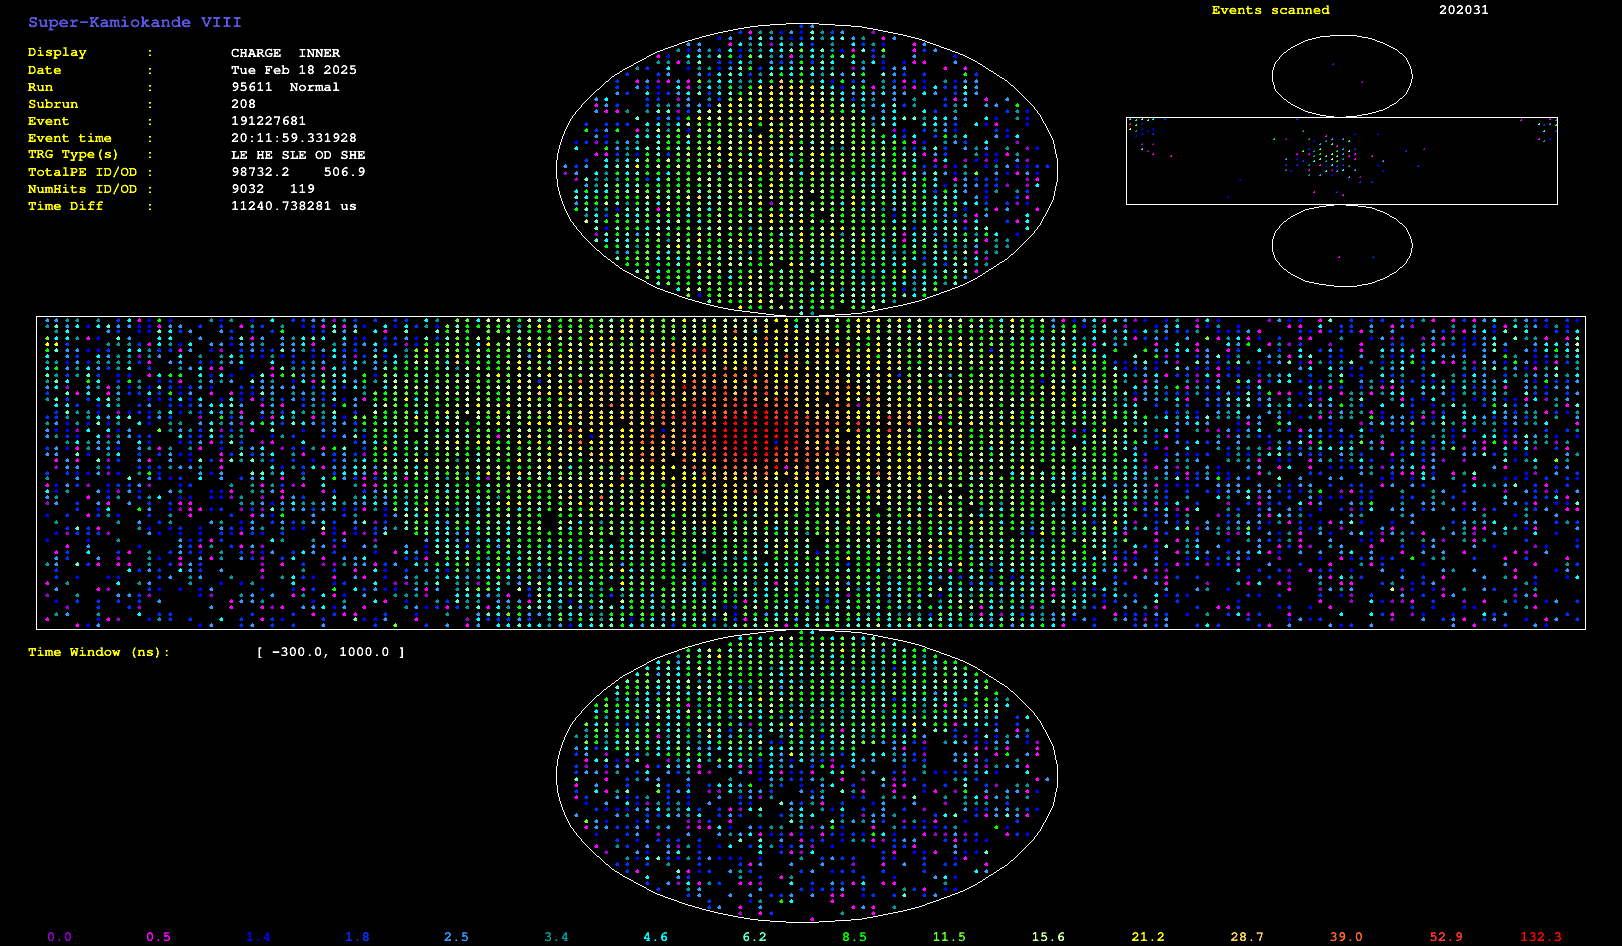 Super-Kamiokande VIII
Events scanned 202031
Display : CHARGE INNER
Date : Tue Feb 18 2025
Run : 95611 Normal
Subrun : 208
Event : 191227681
Event time : 20:11:59.331928
TRG Type(s) : LE HE SLE OD SHE
TotalPE ID/OD : 98732.2 506.9
NumHits ID/OD : 9032 119
Time Diff : 11240.738281 us
Time Window (ns): [ -300.0, 1000.0 ]
0.0 0.5 1.4 1.8 2.5 3.4 4.6 6.2 8.5 11.5 15.6 21.2 28.7 39.0 52.9 132.3